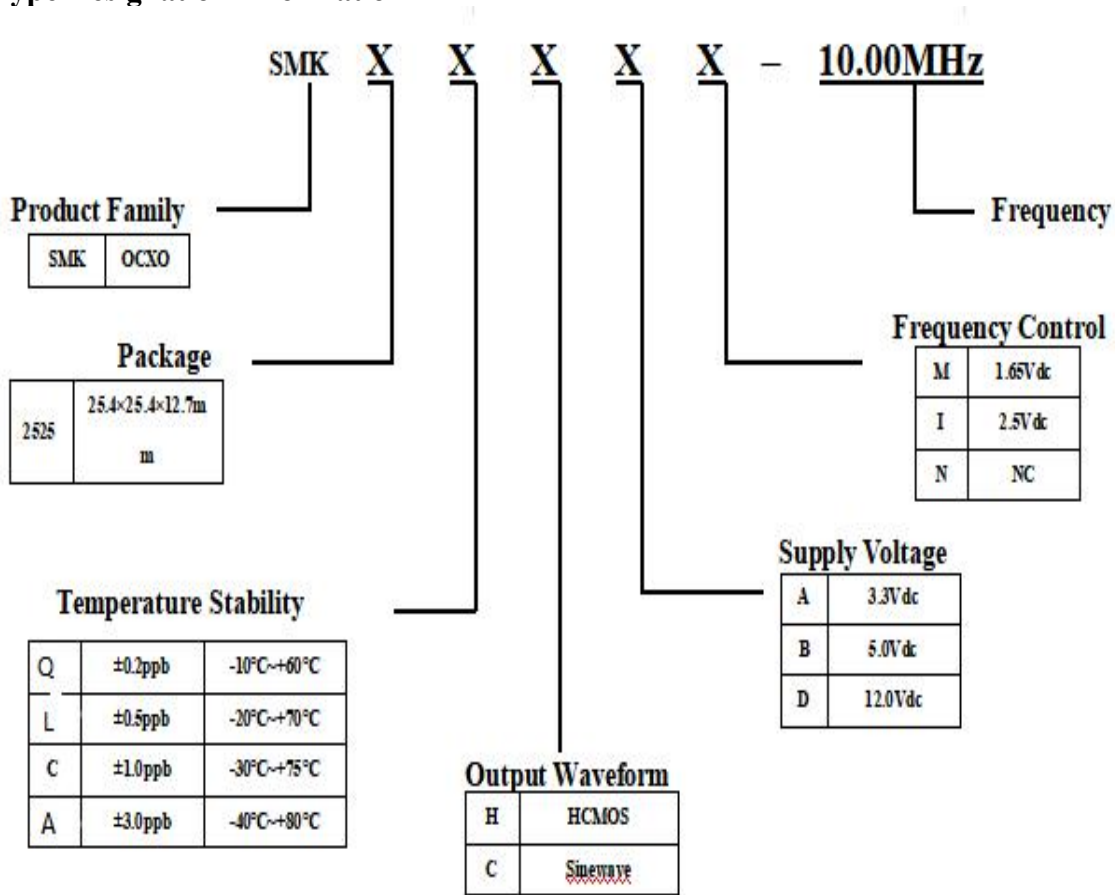 SMK X X X X X – 10.00MHz
Product Family
SMK OCXO
Frequency
Package
2525 25.4×25.4×12.7m
m
Frequency Control
M 1.65Vdc
I 2.5Vdc
N NC
Supply Voltage
A 3.3Vdc
B 5.0Vdc
D 12.0Vdc
Temperature Stability
Q ±0.2ppb -10°C~+60°C
L ±0.5ppb -20°C~+70°C
C ±1.0ppb -30°C~+75°C
A ±3.0ppb -40°C~+80°C
Output Waveform
H HCMOS
C Sinewave